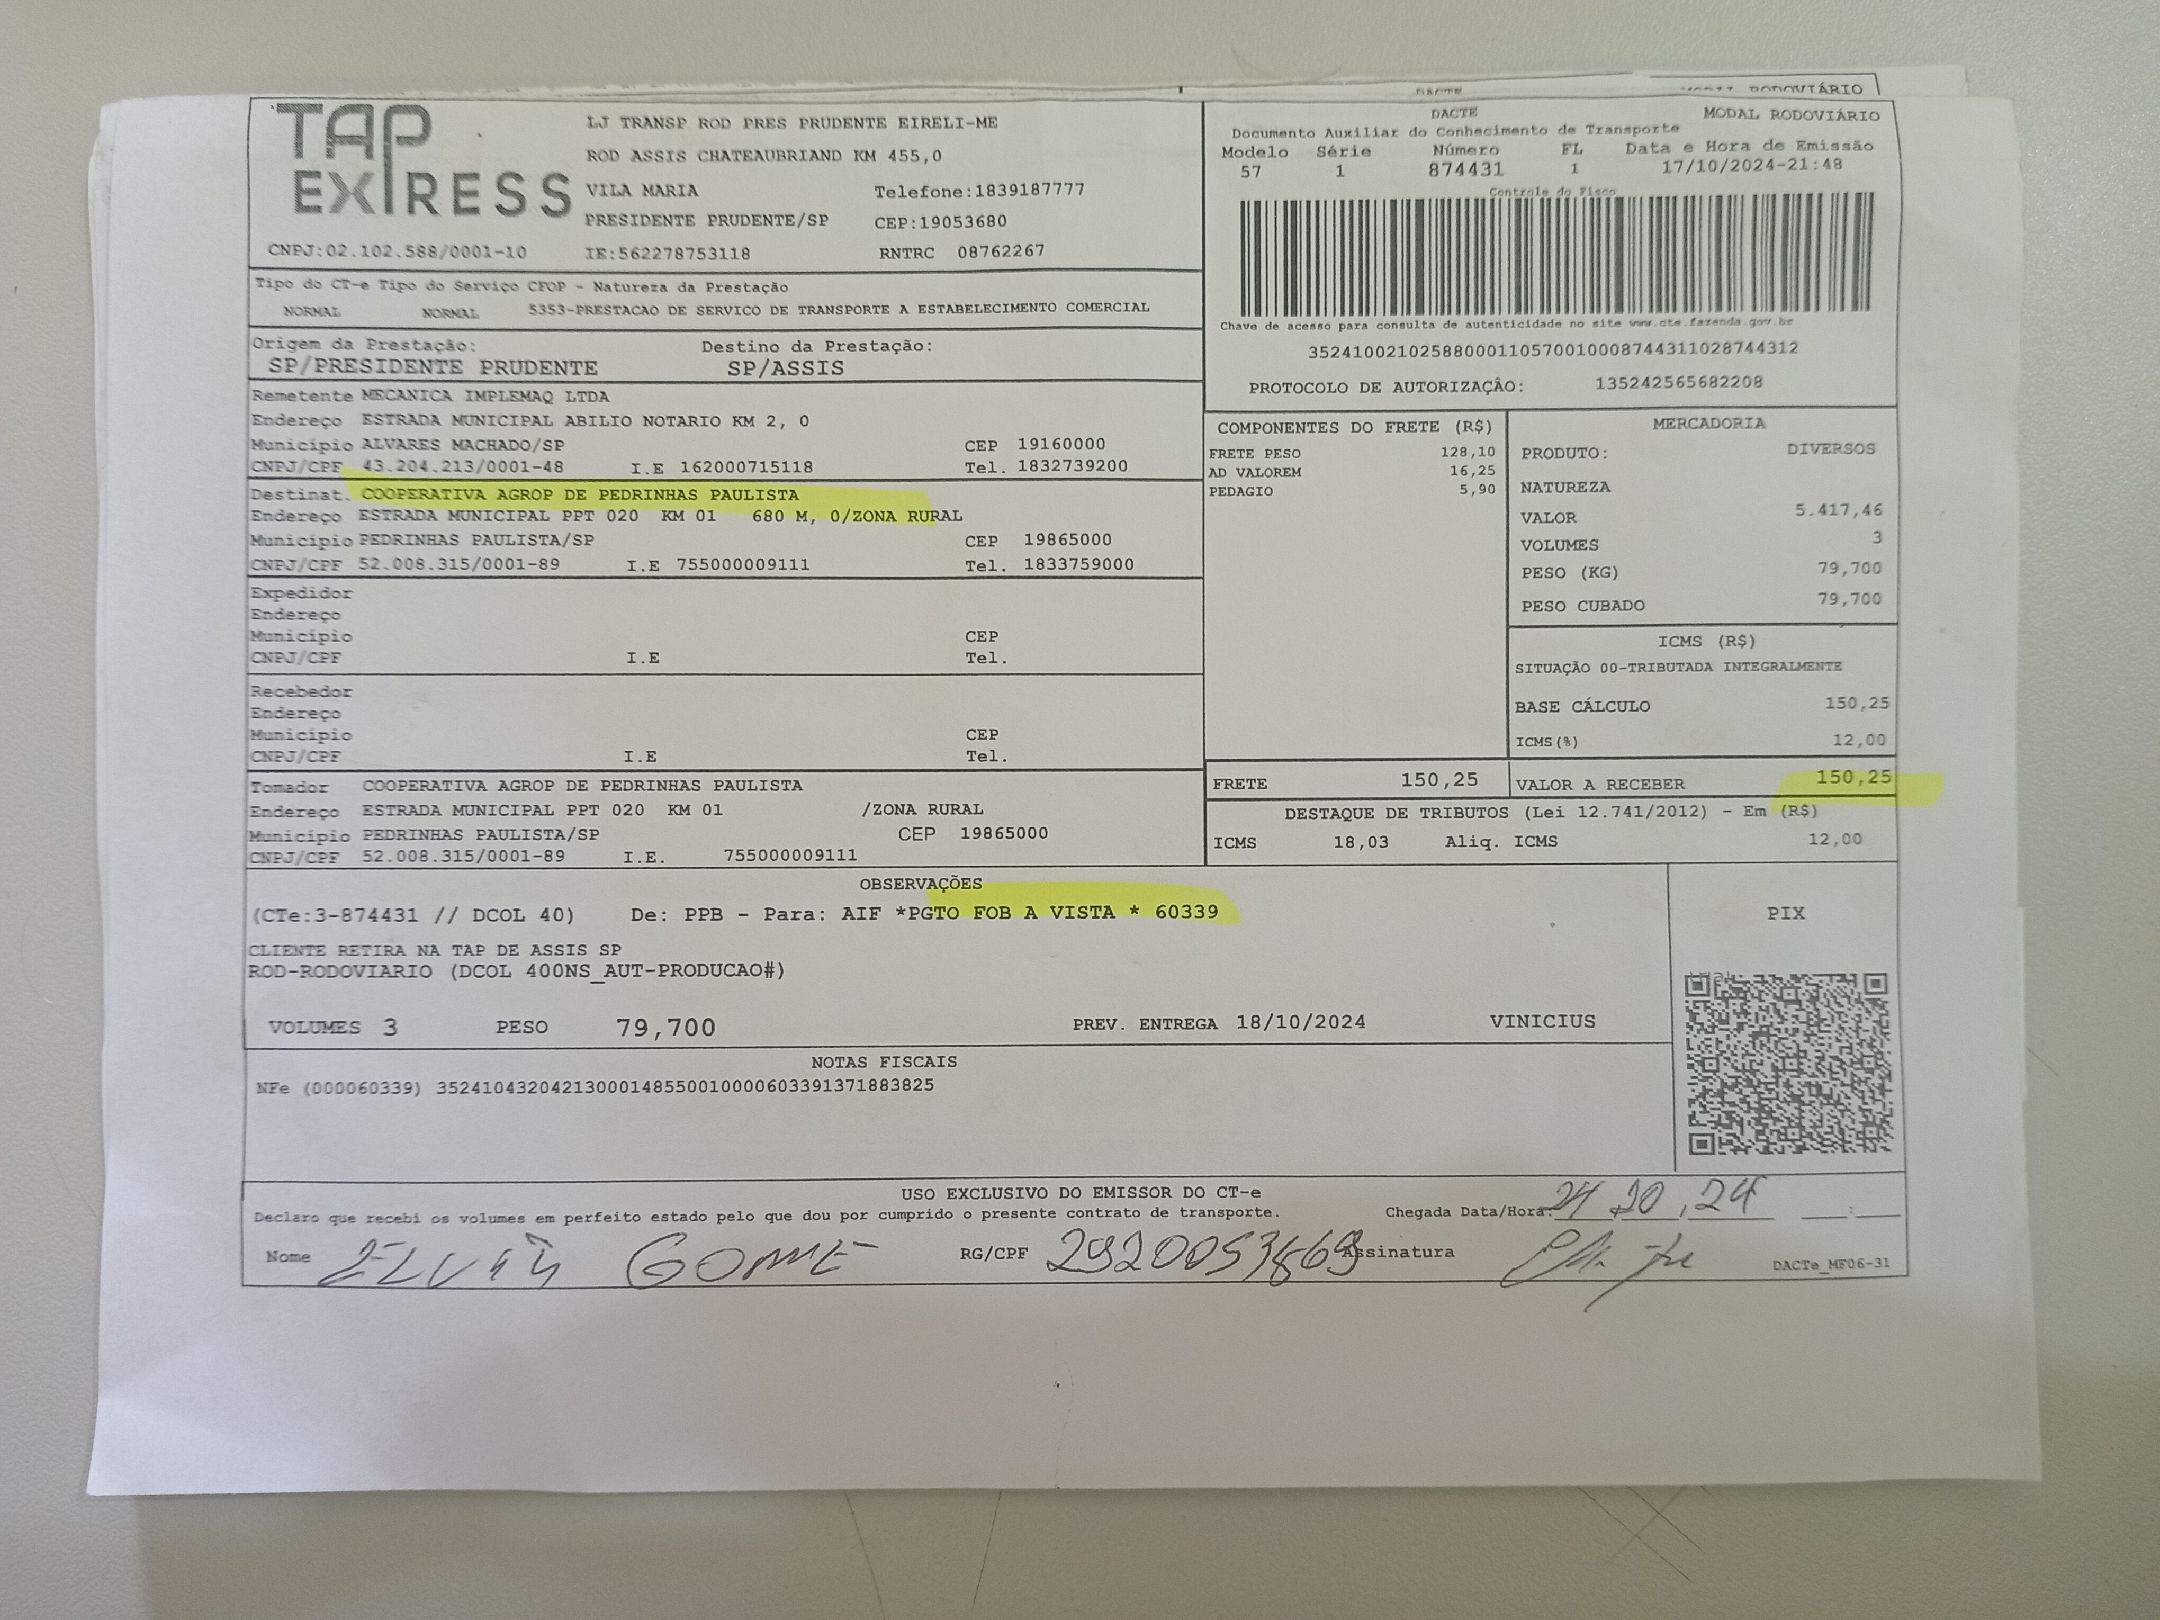 MODAL RODOVIÁRIO
TAP EXPRESS
LJ TRANSP ROD PRES PRUDENTE EIRELI-ME
ROD ASSIS CHATEAUBRIAND KM 455,0
VILA MARIA Telefone:1839187777
PRESIDENTE PRUDENTE/SP CEP:19053680
CNPJ:02.102.588/0001-10 IE:562278753118 RNTRC 08762267
DACTE MODAL RODOVIÁRIO
Documento Auxiliar do Conhecimento de Transporte
Modelo Série Número FL Data e Hora de Emissão
57 1 874431 1 17/10/2024-21:48
Controle do Fisco
Chave de acesso para consulta de autenticidade no site www.cte.fazenda.gov.br
35241002102588000110570010008744311028744312
PROTOCOLO DE AUTORIZAÇÂO: 135242565682208
Tipo do CT-e Tipo do Serviço CFOP - Natureza da Prestação
NORMAL NORMAL 5353-PRESTACAO DE SERVICO DE TRANSPORTE A ESTABELECIMENTO COMERCIAL
Origem da Prestação: Destino da Prestação:
SP/PRESIDENTE PRUDENTE SP/ASSIS
Remetente MECANICA IMPLEMAQ LTDA
Endereço ESTRADA MUNICIPAL ABILIO NOTARIO KM 2, 0
Município ALVARES MACHADO/SP CEP 19160000
CNPJ/CPF 43.204.213/0001-48 I.E 162000715118 Tel. 1832739200
Destinat. COOPERATIVA AGROP DE PEDRINHAS PAULISTA
Endereço ESTRADA MUNICIPAL PPT 020 KM 01 680 M, 0/ZONA RURAL
Município PEDRINHAS PAULISTA/SP CEP 19865000
CNPJ/CPF 52.008.315/0001-89 I.E 755000009111 Tel. 1833759000
Expedidor
Endereço
Município CEP
CNPJ/CPF I.E Tel.
Recebedor
Endereço
Município CEP
CNPJ/CPF I.E Tel.
Tomador COOPERATIVA AGROP DE PEDRINHAS PAULISTA
Endereço ESTRADA MUNICIPAL PPT 020 KM 01 /ZONA RURAL
Município PEDRINHAS PAULISTA/SP CEP 19865000
CNPJ/CPF 52.008.315/0001-89 I.E. 755000009111
COMPONENTES DO FRETE (R$)
FRETE PESO 128,10
AD VALOREM 16,25
PEDAGIO 5,90
MERCADORIA
PRODUTO: DIVERSOS
NATUREZA
VALOR 5.417,46
VOLUMES 3
PESO (KG) 79,700
PESO CUBADO 79,700
ICMS (R$)
SITUAÇÃO 00-TRIBUTADA INTEGRALMENTE
BASE CÁLCULO 150,25
ICMS(%) 12,00
FRETE 150,25 VALOR A RECEBER 150,25
DESTAQUE DE TRIBUTOS (Lei 12.741/2012) - Em (R$)
ICMS 18,03 Aliq. ICMS 12,00
OBSERVAÇÕES
(CTe:3-874431 // DCOL 40) De: PPB - Para: AIF *PGTO FOB A VISTA * 60339
CLIENTE RETIRA NA TAP DE ASSIS SP
ROD-RODOVIARIO (DCOL 400NS_AUT-PRODUCAO#)
VOLUMES 3 PESO 79,700 PREV. ENTREGA 18/10/2024 VINICIUS
PIX
NOTAS FISCAIS
NFe (000060339) 35241043204213000148550010000603391371883825
USO EXCLUSIVO DO EMISSOR DO CT-e
Declaro que recebi os volumes em perfeito estado pelo que dou por cumprido o presente contrato de transporte. Chegada Data/Hora: 24 10,24
Nome GOME RG/CPF Assinatura
DACTe_MF06-31